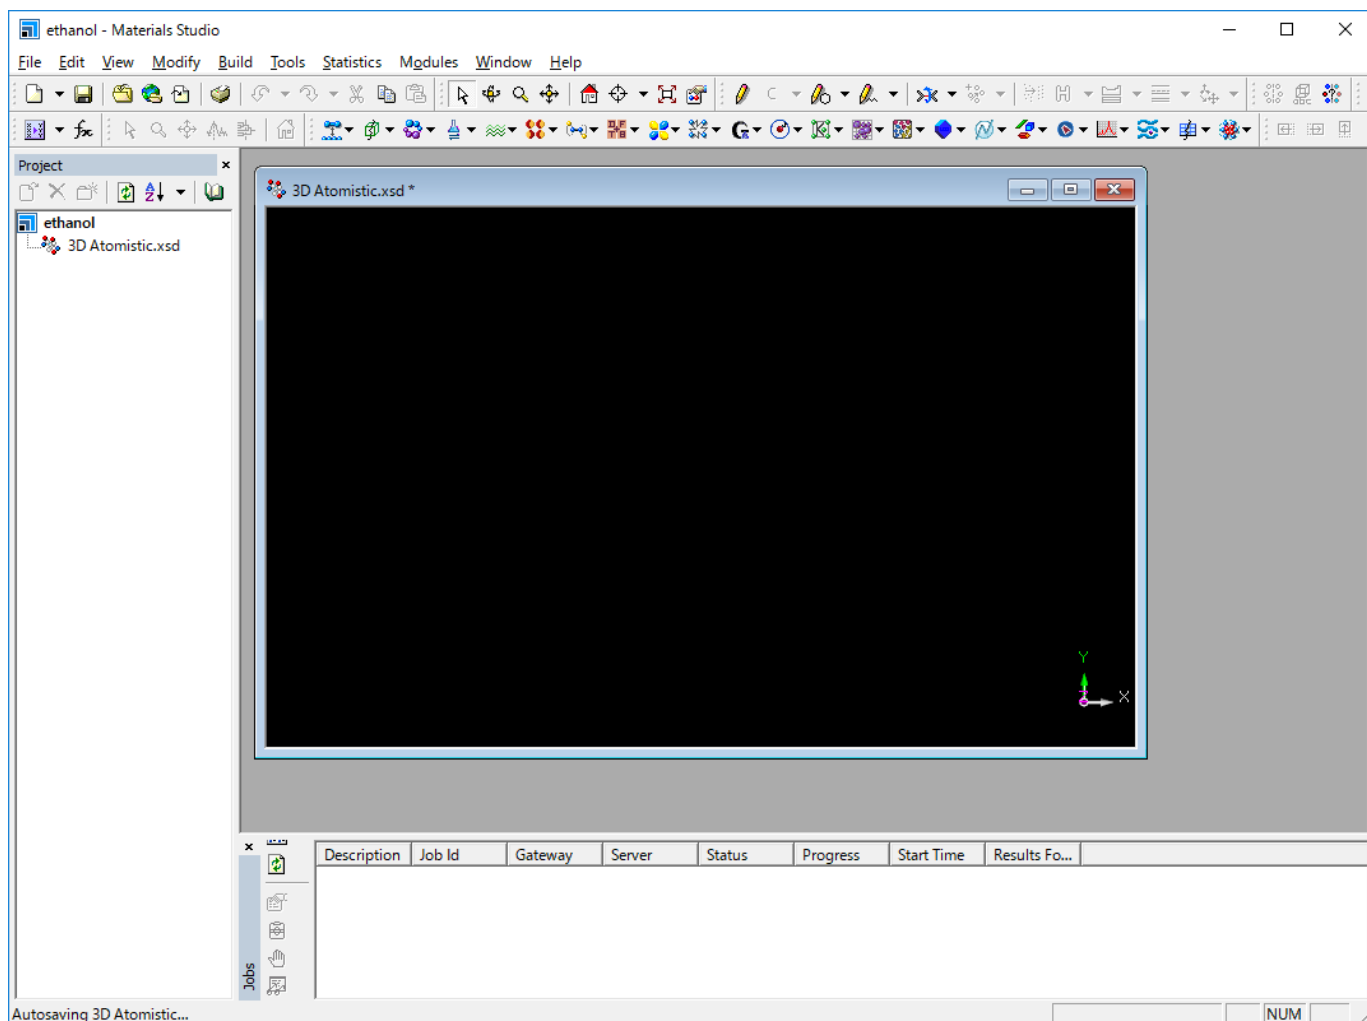 ethanol - Materials Studio
File Edit View Modify Build Tools Statistics Modules Window Help
Project
ethanol
3D Atomistic.xsd
3D Atomistic.xsd *
Y
X
Jobs
Description Job Id Gateway Server Status Progress Start Time Results Fo...
Autosaving 3D Atomistic...
NUM